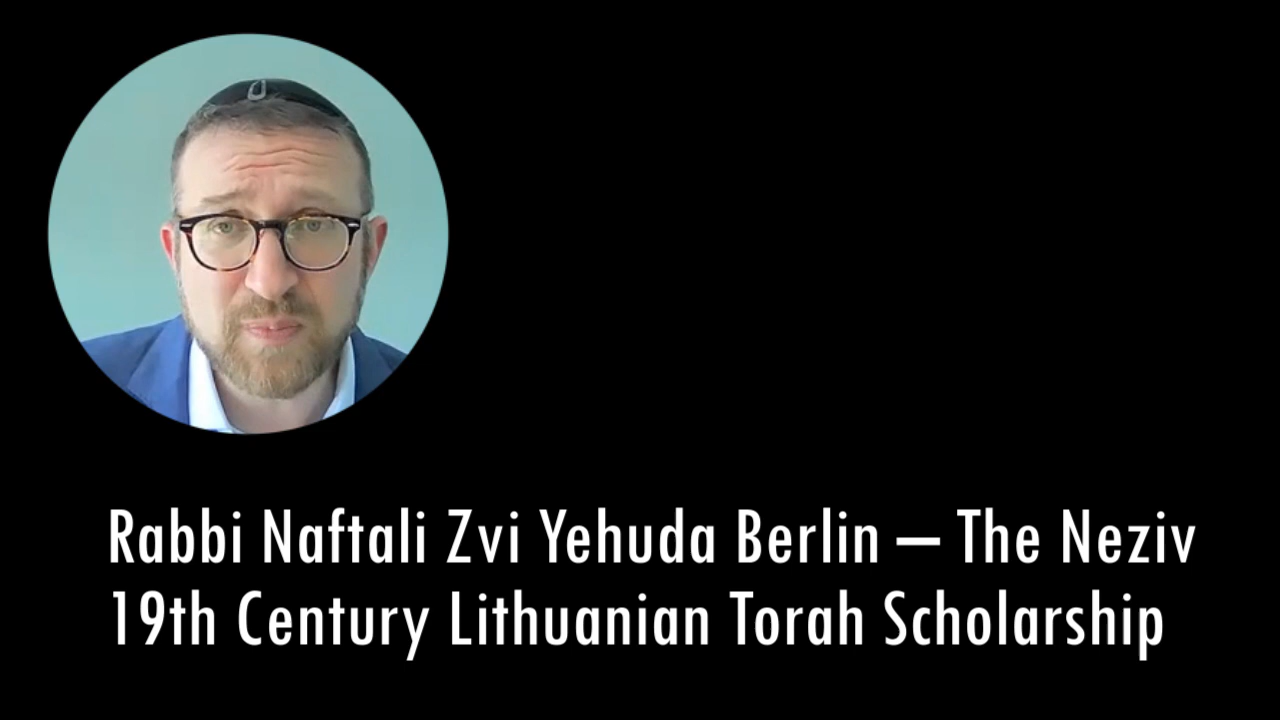 Rabbi Naftali Zvi Yehuda Berlin – The Neziv
19th Century Lithuanian Torah Scholarship